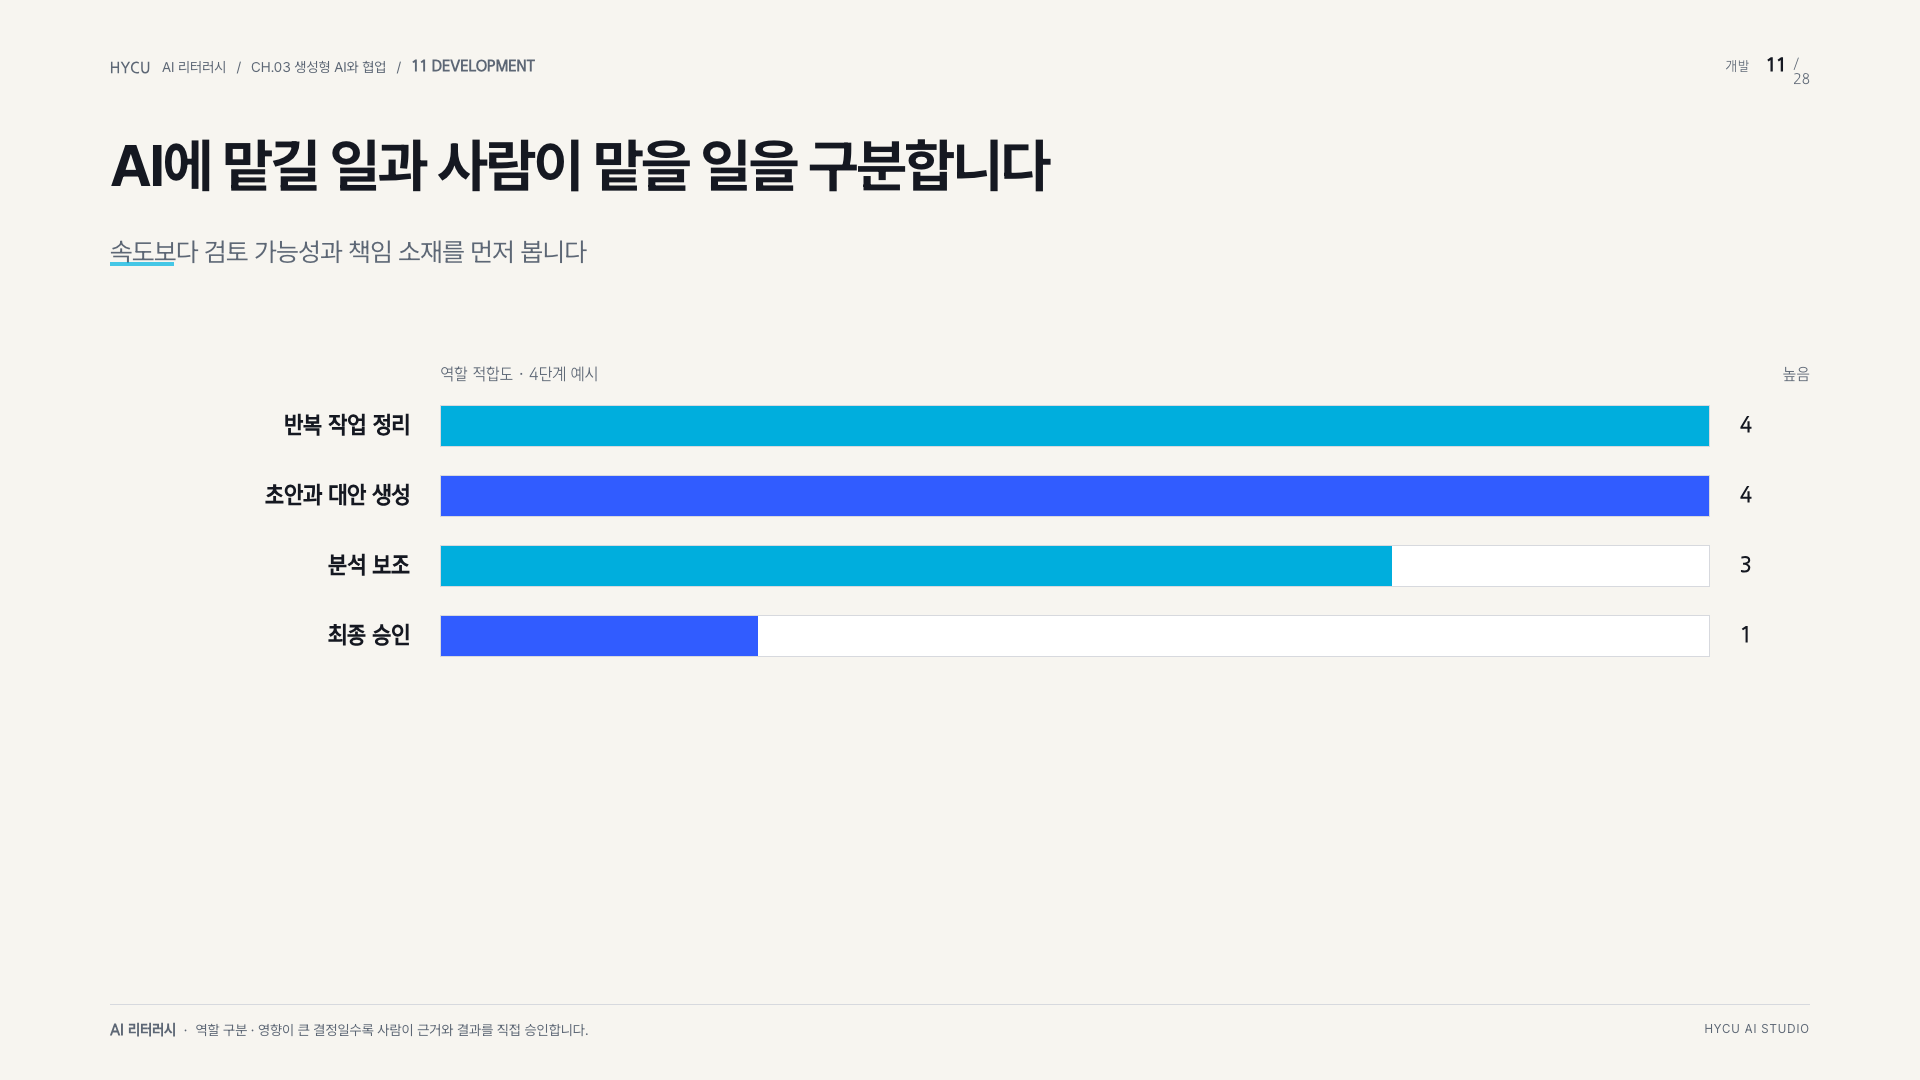 HYCU AI 리터러시 / CH.03 생성형 AI와 협업 / 11 DEVELOPMENT
개발 11 / 28
AI에 맡길 일과 사람이 맡을 일을 구분합니다
속도보다 검토 가능성과 책임 소재를 먼저 봅니다
역할 적합도 · 4단계 예시 높음
반복 작업 정리 4
초안과 대안 생성 4
분석 보조 3
최종 승인 1
AI 리터러시 · 역할 구분 · 영향이 큰 결정일수록 사람이 근거와 결과를 직접 승인합니다.
HYCU AI STUDIO